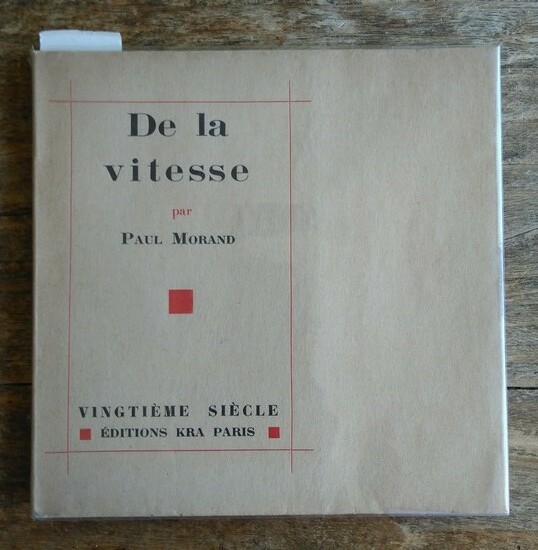 De la
vitesse
par
PAUL MORAND
VINGTIÈME SIÈCLE
ÉDITIONS KRA PARIS